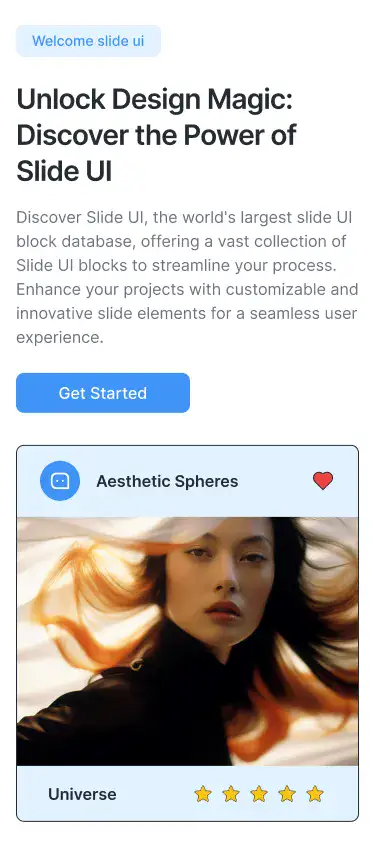 Welcome slide ui
Unlock Design Magic:
Discover the Power of
Slide UI
Discover Slide UI, the world's largest slide UI
block database, offering a vast collection of
Slide UI blocks to streamline your process.
Enhance your projects with customizable and
innovative slide elements for a seamless user
experience.
Get Started
Aesthetic Spheres
Universe